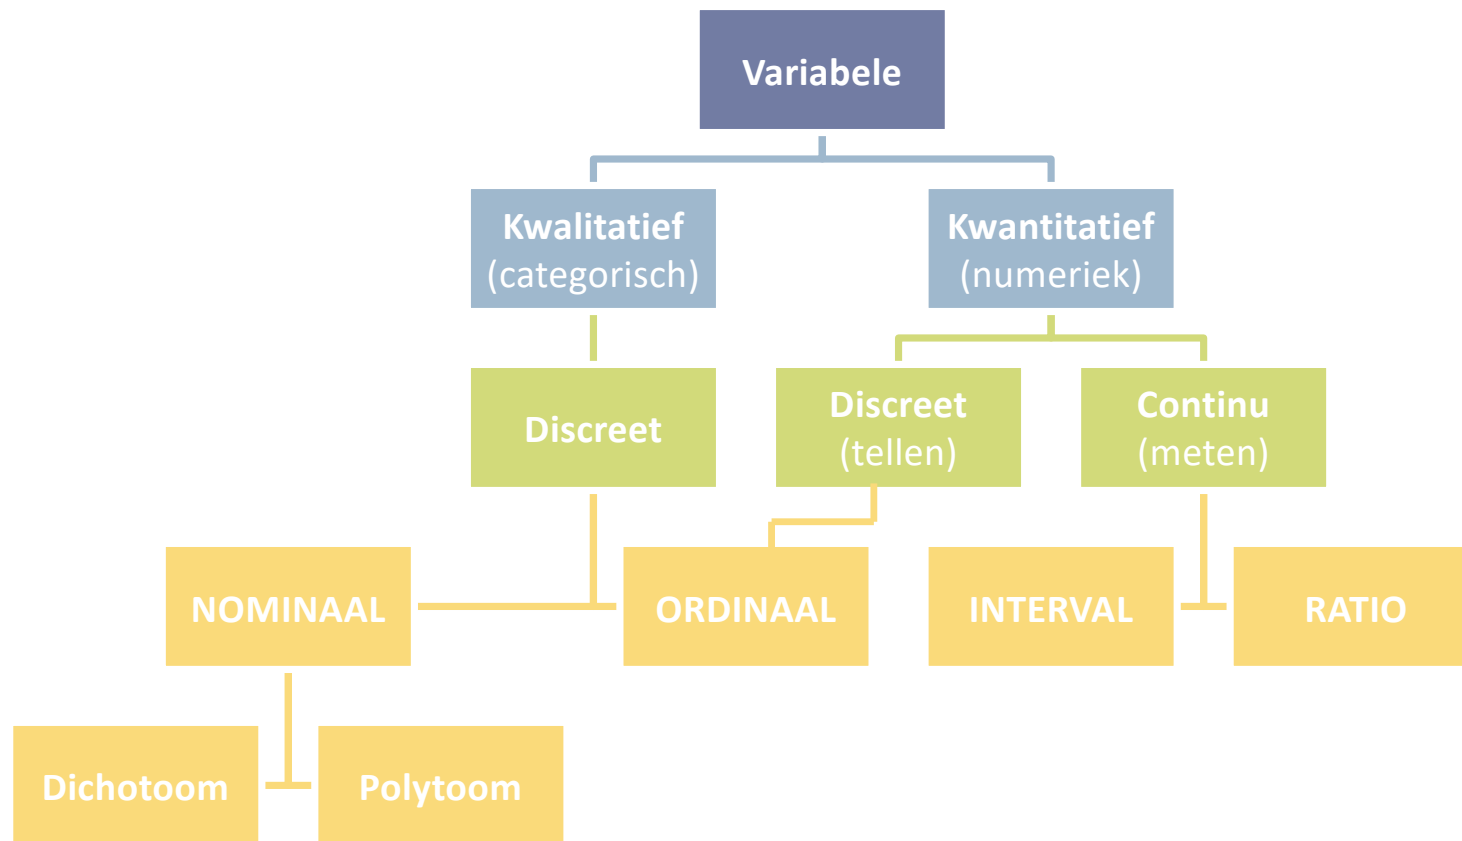 Variabele
Kwalitatief
(categorisch)
Kwantitatief
(numeriek)
Discreet
Discreet
(tellen)
Continu
(meten)
NOMINAAL
ORDINAAL
INTERVAL
RATIO
Dichotoom
Polytoom